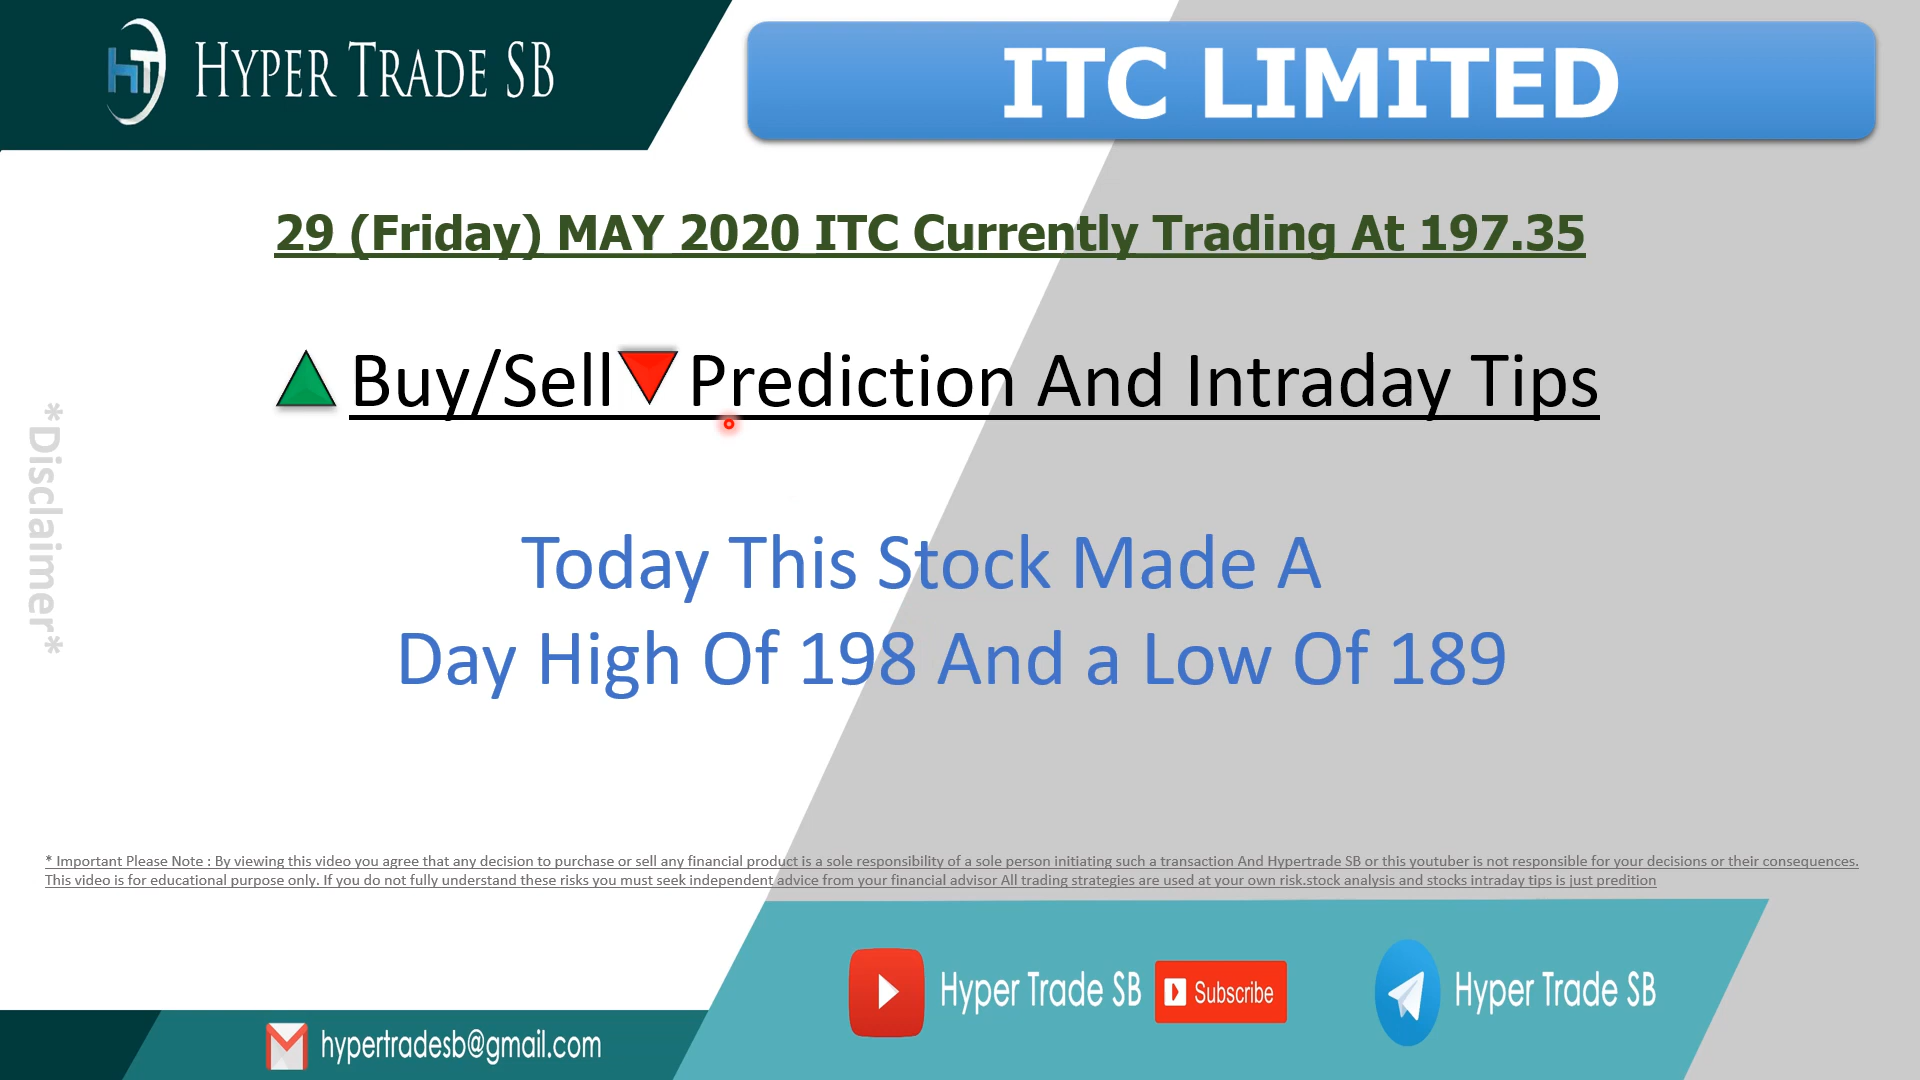 HT HYPER TRADE SB
ITC LIMITED
29 (Friday) MAY 2020 ITC Currently Trading At 197.35
Buy/Sell Prediction And Intraday Tips
*Disclaimer*
Today This Stock Made A
Day High Of 198 And a Low Of 189
* Important Please Note : By viewing this video you agree that any decision to purchase or sell any financial product is a sole responsibility of a sole person initiating such a transaction And Hypertrade SB or this youtuber is not responsible for your decisions or their consequences.
This video is for educational purpose only. If you do not fully understand these risks you must seek independent advice from your financial advisor All trading strategies are used at your own risk.stock analysis and stocks intraday tips is just predition
Hyper Trade SB Subscribe Hyper Trade SB
hypertradesb@gmail.com